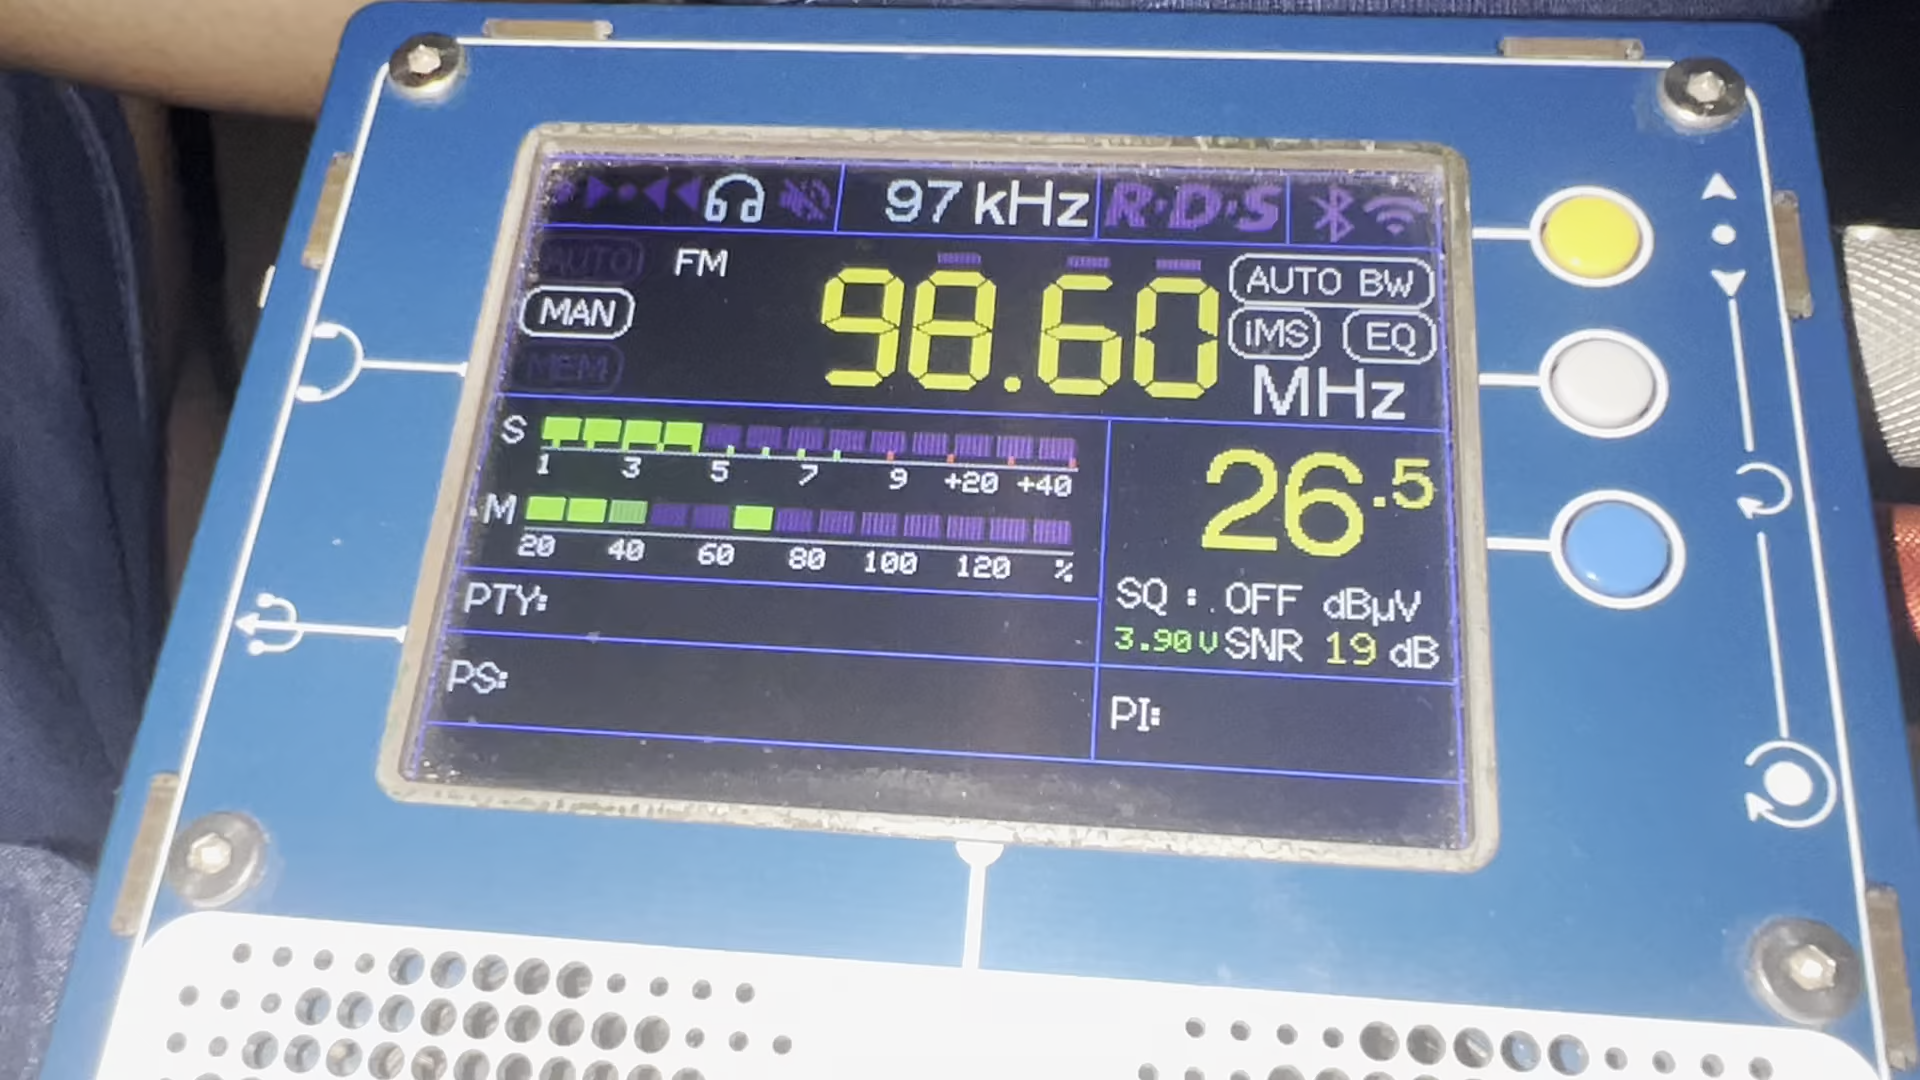 97 kHz R·D·S
AUTO FM 98.60 AUTO BW
MAN iMS EQ
MEM MHz
S
1 3 5 7 9 +20 +40
26.5
M
20 40 60 80 100 120 %
SQ : OFF dBµV
PTY:
3.90V SNR 19 dB
PS:
PI: